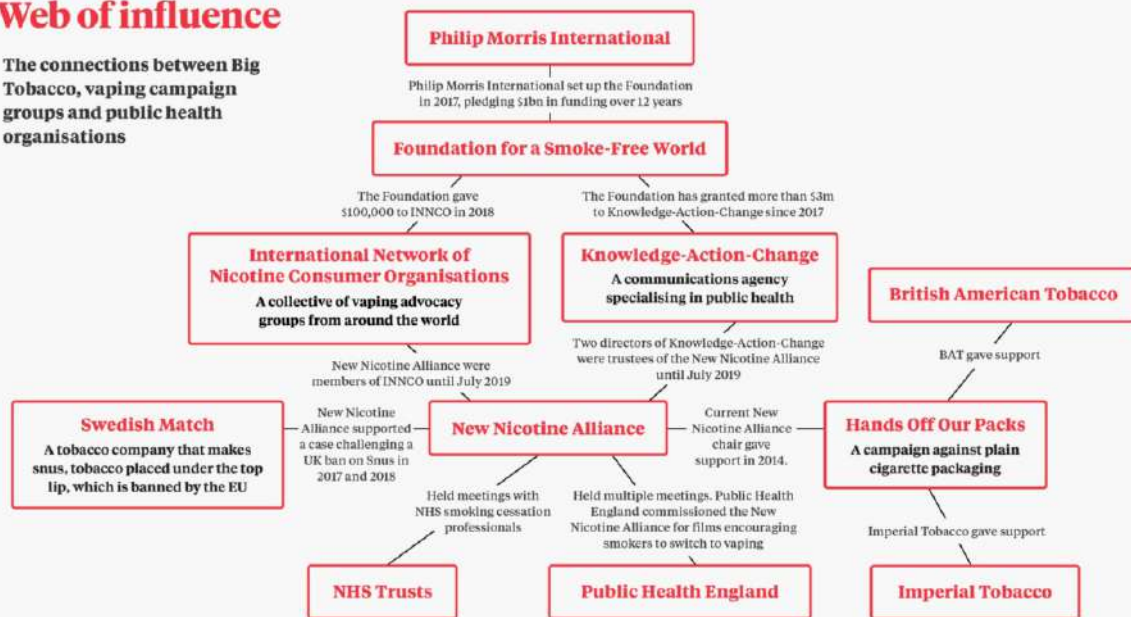 Web of influence
The connections between Big
Tobacco, vaping campaign
groups and public health
organisations
Philip Morris International
Philip Morris International set up the Foundation
in 2017, pledging $1bn in funding over 12 years
Foundation for a Smoke-Free World
The Foundation gave
$100,000 to INNCO in 2018
The Foundation has granted more than $3m
to Knowledge-Action-Change since 2017
International Network of
Nicotine Consumer Organisations
A collective of vaping advocacy
groups from around the world
Knowledge-Action-Change
A communications agency
specialising in public health
British American Tobacco
New Nicotine Alliance were
members of INNCO until July 2019
Two directors of Knowledge-Action-Change
were trustees of the New Nicotine Alliance
until July 2019
BAT gave support
Swedish Match
A tobacco company that makes
snus, tobacco placed under the top
lip, which is banned by the EU
New Nicotine
Alliance supported
a case challenging a
UK ban on Snus in
2017 and 2018
New Nicotine Alliance
Current New
Nicotine Alliance
chair gave
support in 2014.
Hands Off Our Packs
A campaign against plain
cigarette packaging
Held meetings with
NHS smoking cessation
professionals
Held multiple meetings. Public Health
England commissioned the New
Nicotine Alliance for films encouraging
smokers to switch to vaping
Imperial Tobacco gave support
NHS Trusts
Public Health England
Imperial Tobacco